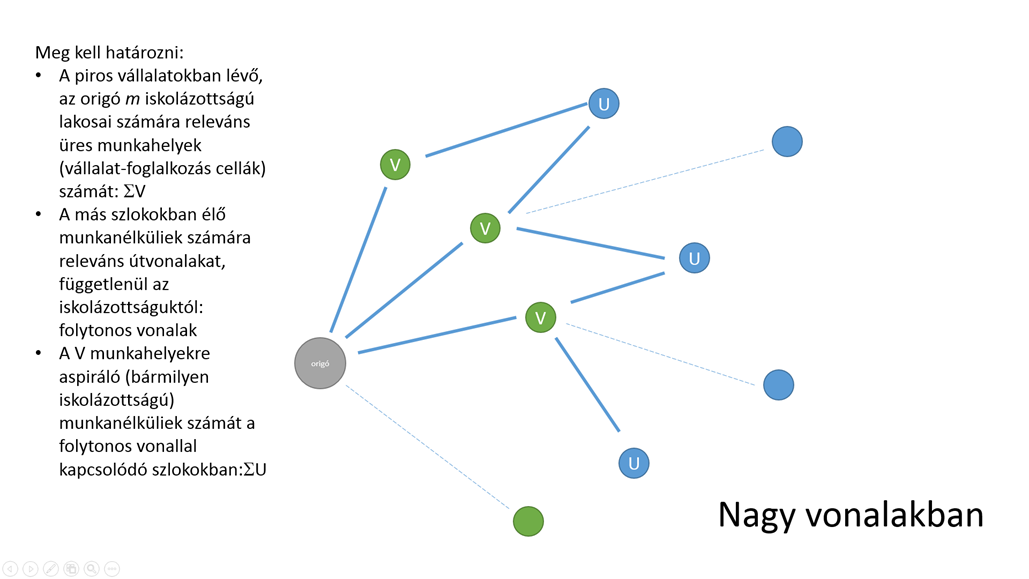 Meg kell határozni:
• A piros vállalatokban lévő,
az origó m iskolázottságú
lakosai számára releváns
üres munkahelyek
(vállalat-foglalkozás cellák)
számát: ΣV
• A más szlokokban élő
munkanélküliek számára
releváns útvonalakat,
függetlenül az
iskolázottságuktól:
folytonos vonalak
• A V munkahelyekre
aspiráló (bármilyen
iskolázottságú)
munkanélküliek számát a
folytonos vonallal
kapcsolódó szlokokban:ΣU
U
V
V
U
V
origó
U
Nagy vonalakban